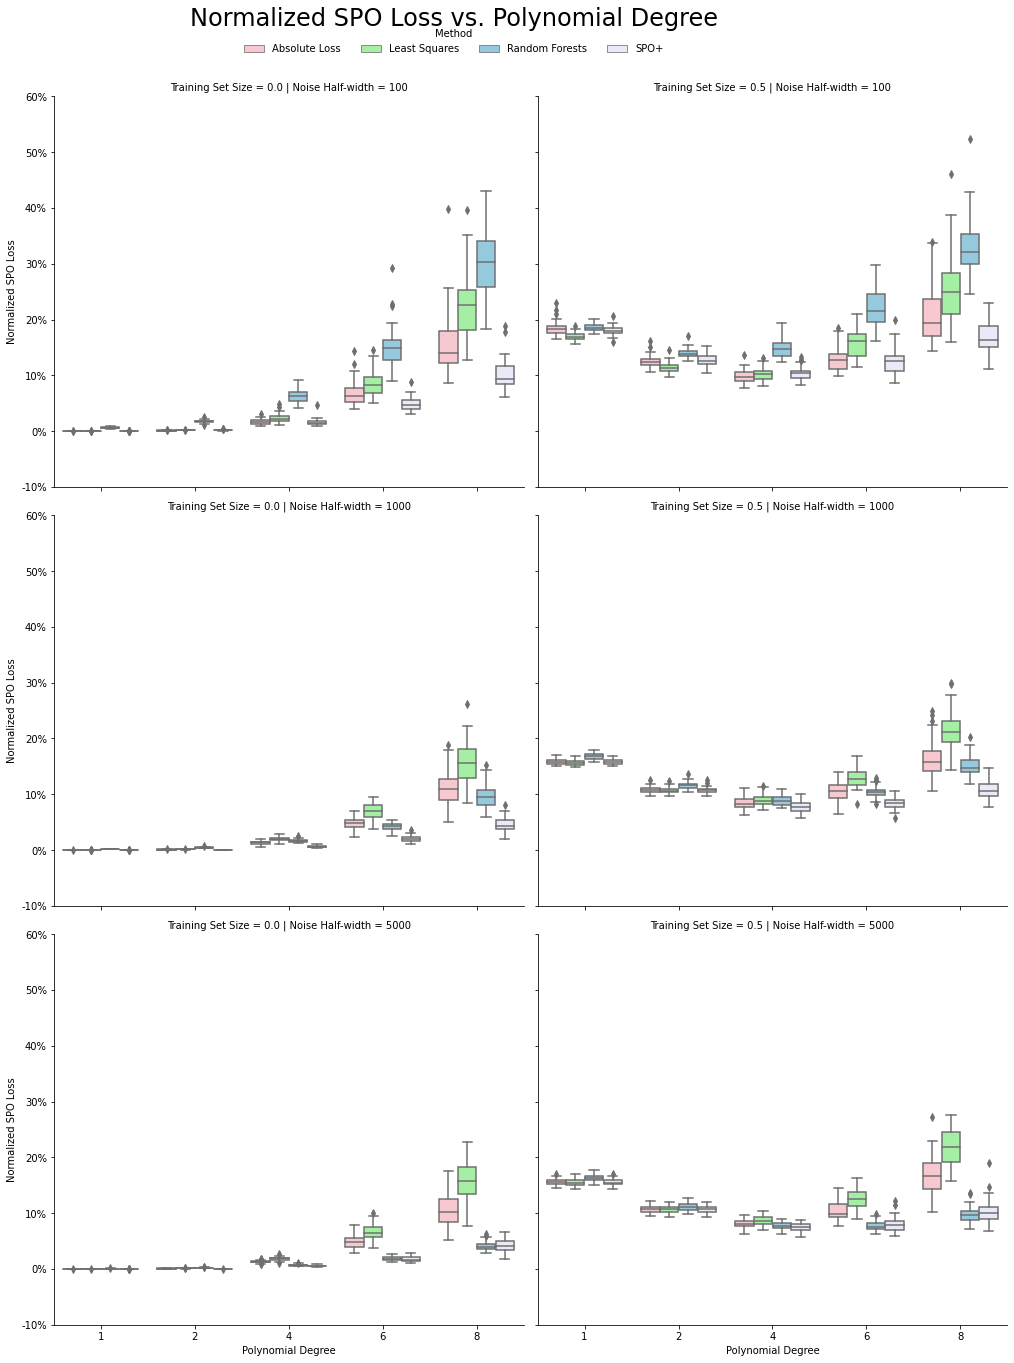 Normalized SPO Loss vs. Polynomial Degree
Method
Absolute Loss Least Squares Random Forests SPO+
Training Set Size = 0.0 | Noise Half-width = 100
Training Set Size = 0.5 | Noise Half-width = 100
60%
50%
40%
30%
20%
10%
0%
-10%
Normalized SPO Loss
Training Set Size = 0.0 | Noise Half-width = 1000
Training Set Size = 0.5 | Noise Half-width = 1000
60%
50%
40%
30%
20%
10%
0%
-10%
Normalized SPO Loss
Training Set Size = 0.0 | Noise Half-width = 5000
Training Set Size = 0.5 | Noise Half-width = 5000
60%
50%
40%
30%
20%
10%
0%
-10%
Normalized SPO Loss
1 2 4 6 8
Polynomial Degree
1 2 4 6 8
Polynomial Degree